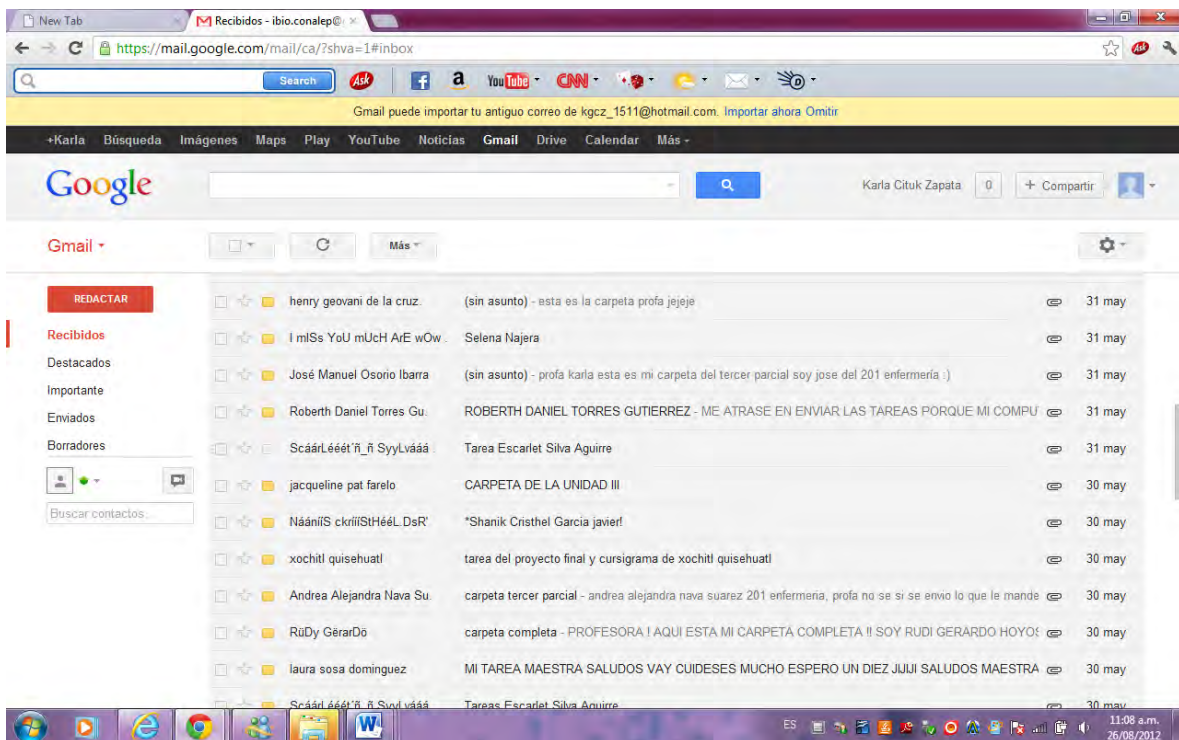 New Tab
Recibidos - ibio.conalep@
https://mail.google.com/mail/ca/?shva=1#inbox
Search Ask f a YouTube CNN
Gmail puede importar tu antiguo correo de kgcz_1511@hotmail.com. Importar ahora Omitir
+Karla Búsqueda Imágenes Maps Play YouTube Noticias Gmail Drive Calendar Más
Google Karla Cituk Zapata 0 + Compartir
Gmail Más
REDACTAR
Recibidos
Destacados
Importante
Enviados
Borradores
Buscar contactos...
henry geovani de la cruz. (sin asunto) - esta es la carpeta profa jejeje 31 may
I mISs YoU mUcH ArE wOw . Selena Najera 31 may
José Manuel Osorio Ibarra (sin asunto) - profa karla esta es mi carpeta del tercer parcial soy jose del 201 enfermería :) 31 may
Roberth Daniel Torres Gu. ROBERTH DANIEL TORRES GUTIERREZ - ME ATRASE EN ENVIAR LAS TAREAS PORQUE MI COMPU 31 may
ScáárLééét´ñ_ñ SyyLvááá . Tarea Escarlet Silva Aguirre 31 may
jacqueline pat farelo CARPETA DE LA UNIDAD III 30 may
NáánííS ckrííîStHééL.DsR' *Shanik Cristhel Garcia javier! 30 may
xochitl quisehuatl tarea del proyecto final y cursigrama de xochitl quisehuatl 30 may
Andrea Alejandra Nava Su. carpeta tercer parcial - andrea alejandra nava suarez 201 enfermeria, profa no se si se envio lo que le mande 30 may
RüDy GërarDö carpeta completa - PROFESORA ! AQUI ESTA MI CARPETA COMPLETA !! SOY RUDI GERARDO HOYOS 30 may
laura sosa dominguez MI TAREA MAESTRA SALUDOS VAY CUIDESES MUCHO ESPERO UN DIEZ JIJIJI SALUDOS MAESTRA 30 may
Tareas Escarlet Silva Aguirre 30 may
ES 11:08 a.m.
26/08/2012